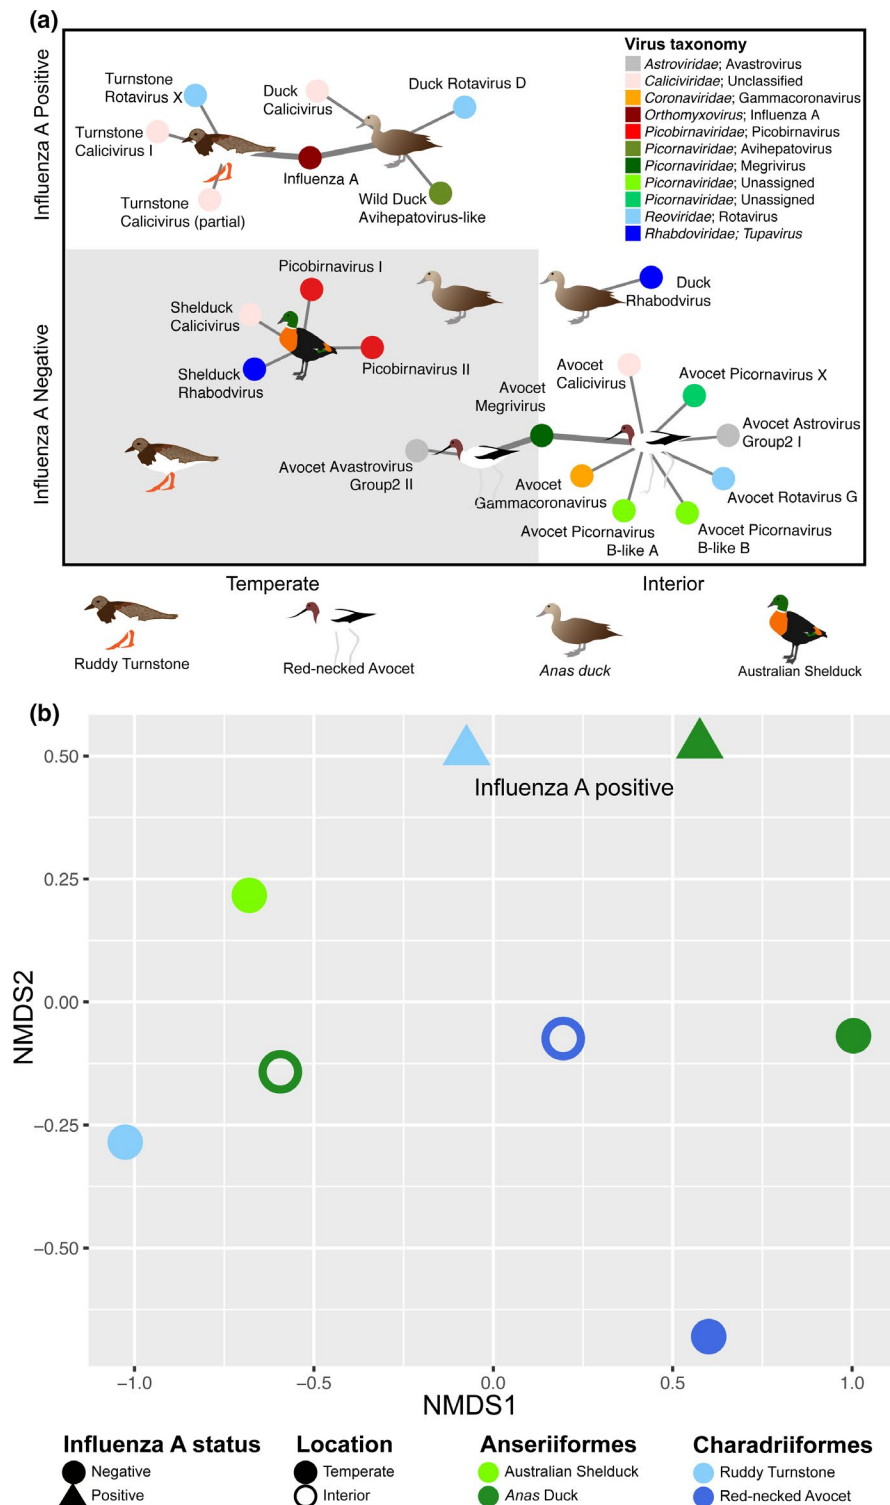 (a)
Influenza A Positive
Turnstone
Rotavirus X
Turnstone
Calicivirus I
Turnstone
Calicivirus (partial)
Influenza A
Duck
Calicivirus
Duck Rotavirus D
Wild Duck
Avihepatovirus-like
Virus taxonomy
Astroviridae; Avastrovirus
Caliciviridae; Unclassified
Coronaviridae; Gammacoronavirus
Orthomyxovirus; Influenza A
Picobirnaviridae; Picobirnavirus
Picornaviridae; Avihepatovirus
Picornaviridae; Megrivirus
Picornaviridae; Unassigned
Picornaviridae; Unassigned
Reoviridae; Rotavirus
Rhabdoviridae; Tupavirus
Influenza A Negative
Picobirnavirus I
Shelduck
Calicivirus
Shelduck
Rhabodvirus
Picobirnavirus II
Duck
Rhabodvirus
Avocet
Megrivirus
Avocet
Calicivirus
Avocet Picornavirus X
Avocet Astrovirus
Group2 I
Avocet Avastrovirus
Group2 II
Avocet
Gammacoronavirus
Avocet Rotavirus G
Avocet Picornavirus
B-like A
Avocet Picornavirus
B-like B
Temperate
Interior
Ruddy Turnstone
Red-necked Avocet
Anas duck
Australian Shelduck
(b)
Influenza A positive
0.50
0.25
0.00
−0.25
−0.50
NMDS2
−1.0
−0.5
0.0
0.5
1.0
NMDS1
Influenza A status
Negative
Positive
Location
Temperate
Interior
Anseriiformes
Australian Shelduck
Anas Duck
Charadriiformes
Ruddy Turnstone
Red-necked Avocet